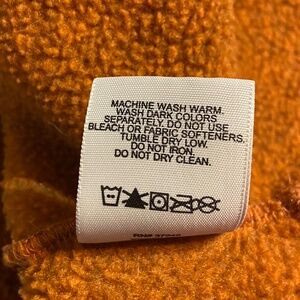 MACHINE WASH WARM.
WASH DARK COLORS
SEPARATELY. DO NOT USE
BLEACH OR FABRIC SOFTENERS.
TUMBLE DRY LOW.
DO NOT IRON.
DO NOT DRY CLEAN.